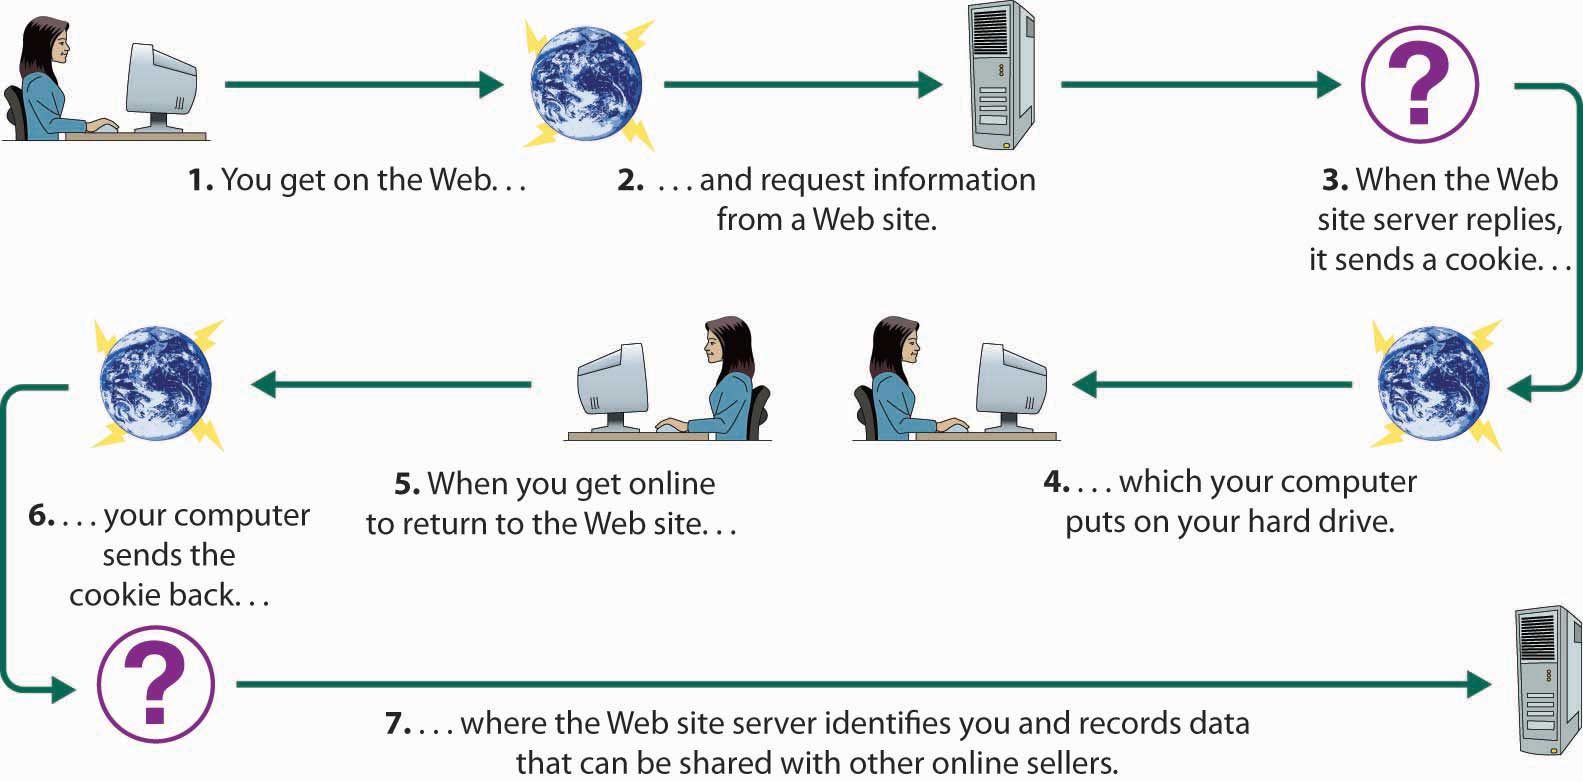 1. You get on the Web. . .
2. . . . and request information
from a Web site.
3. When the Web
site server replies,
it sends a cookie. . .
4. . . . which your computer
puts on your hard drive.
5. When you get online
to return to the Web site. . .
6. . . . your computer
sends the
cookie back. . .
7. . . . where the Web site server identifies you and records data
that can be shared with other online sellers.